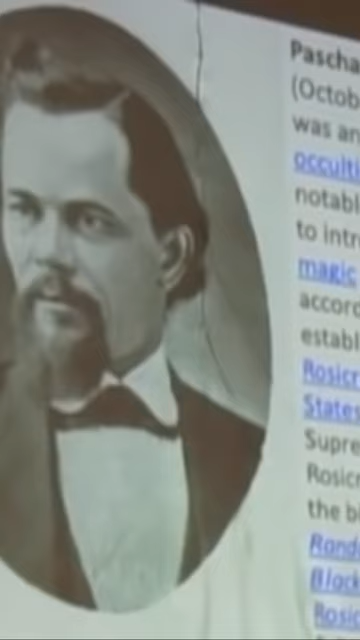 Pascha
(Octob
was an
occulti
notabl
to intr
magic
accord
establ
Rosicr
States
Supre
Rosicr
the bi
Rand
Black
Rosic